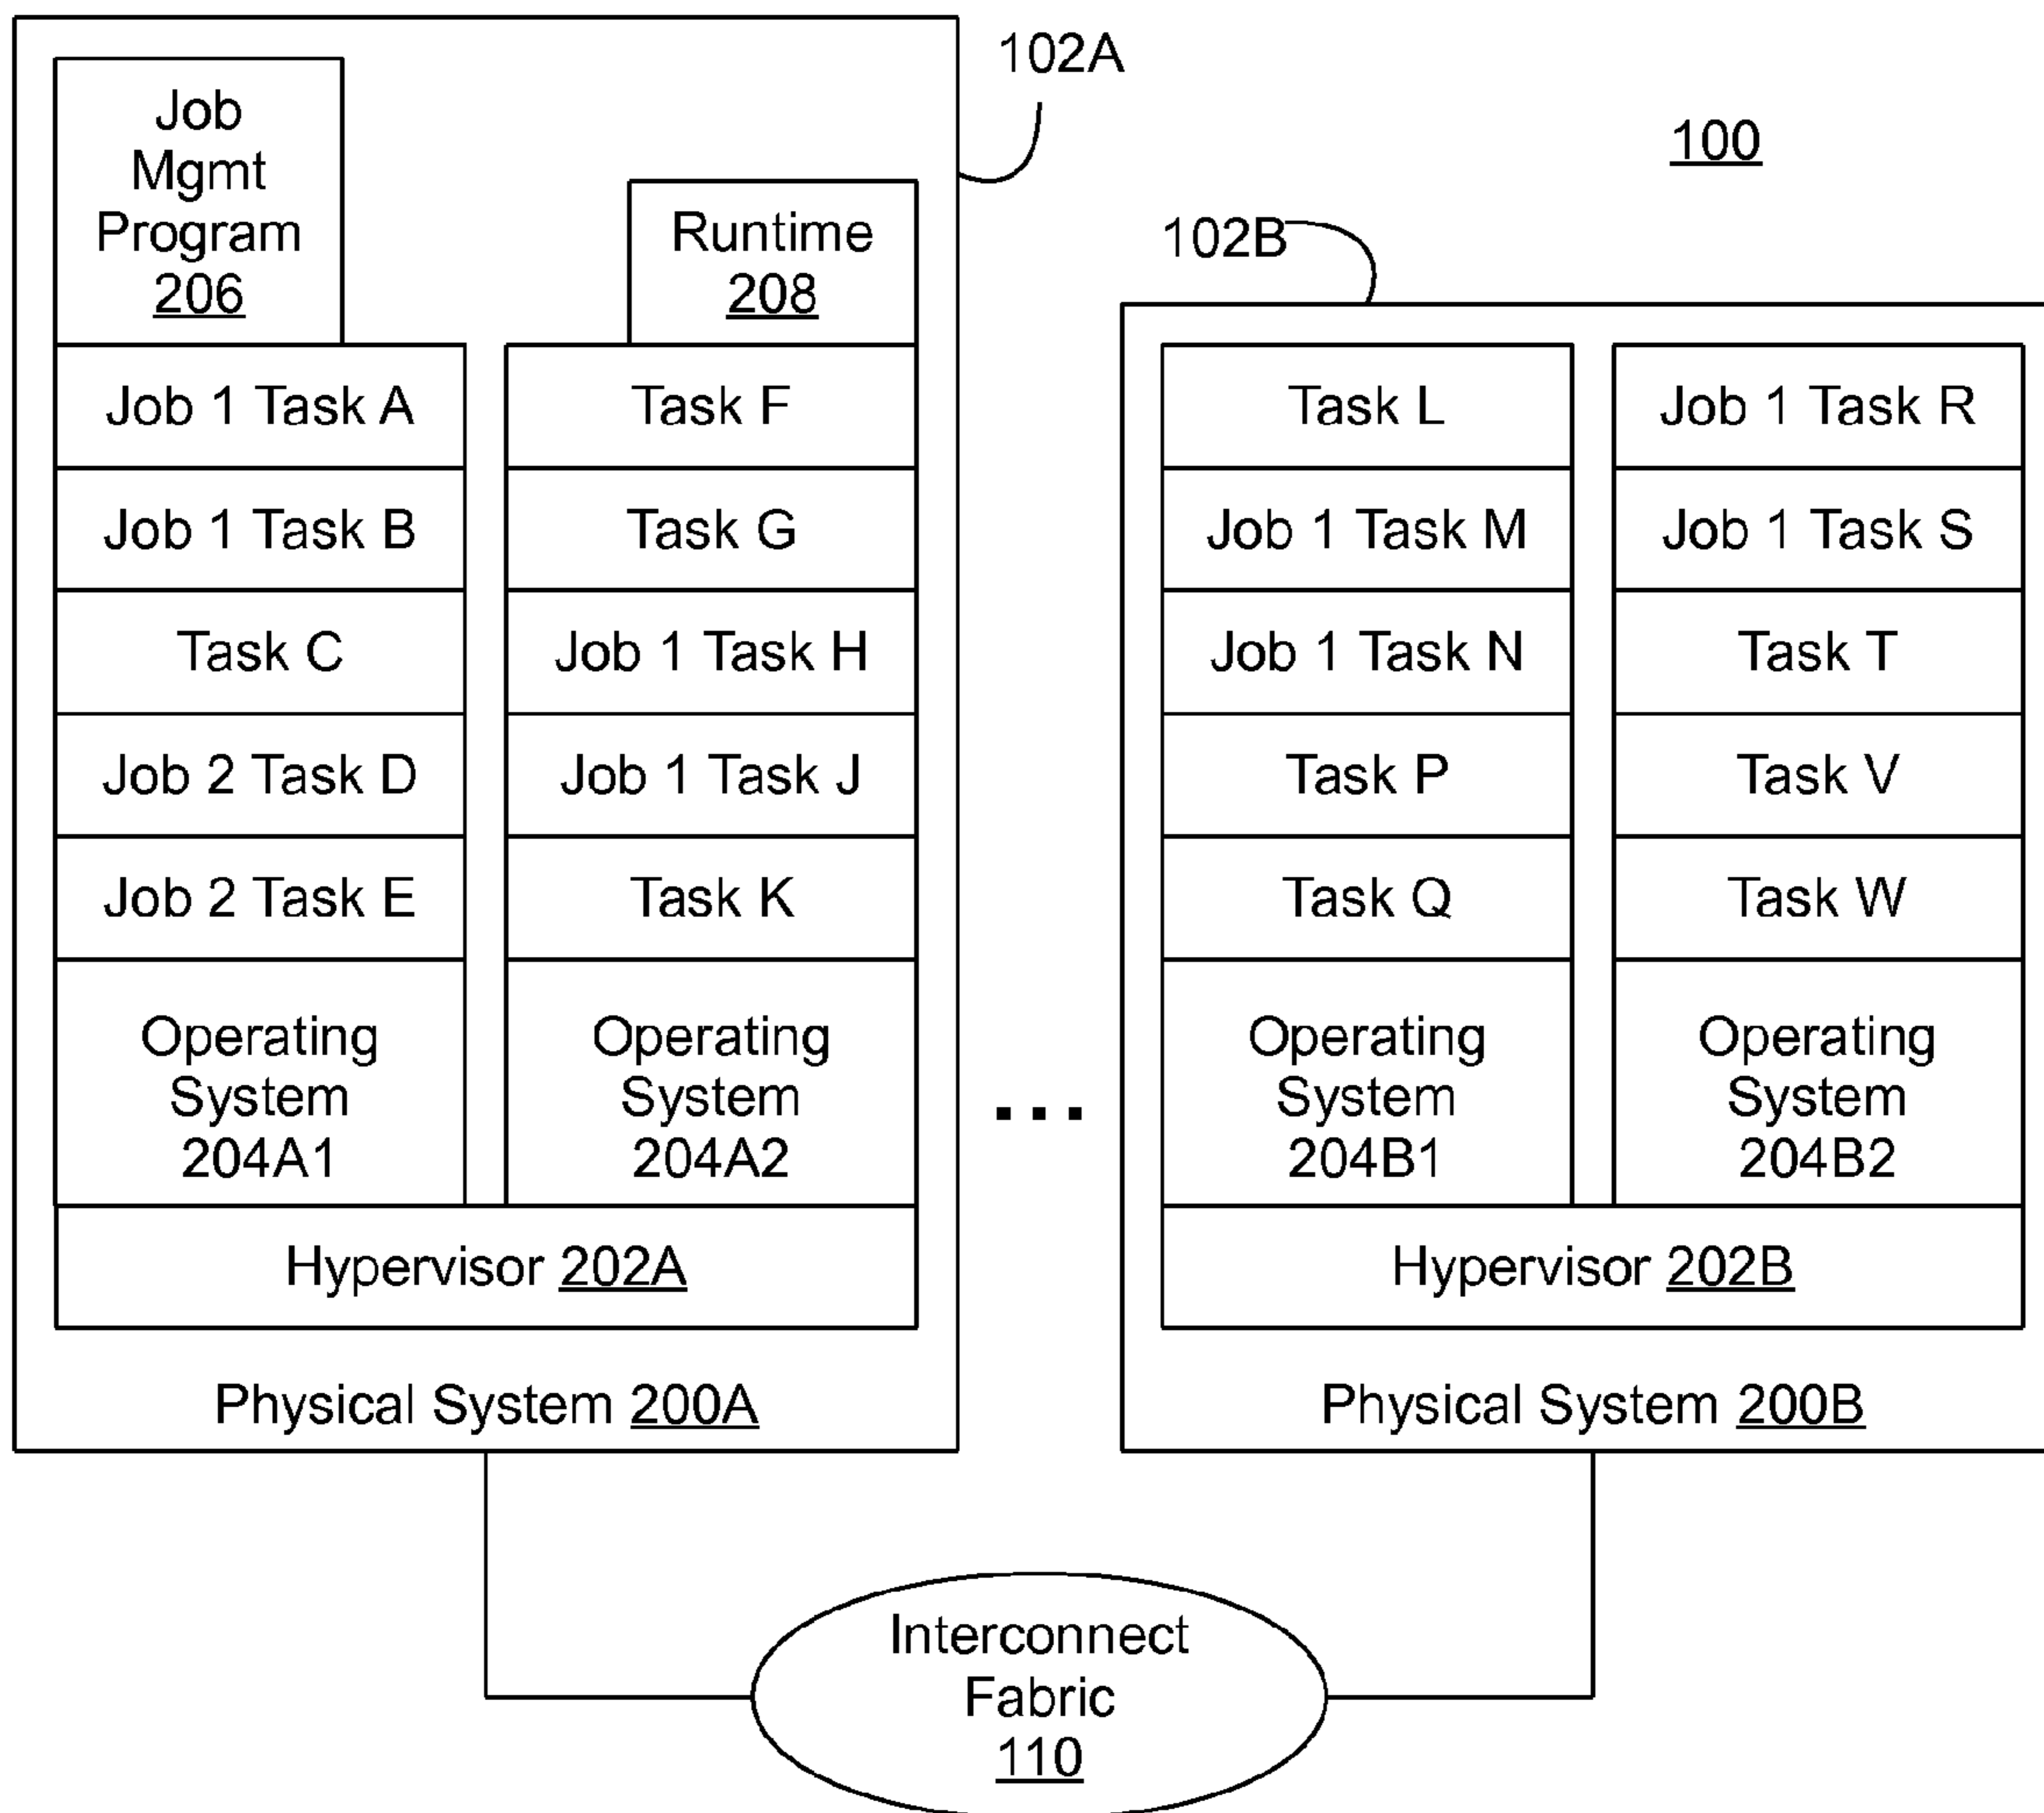 102A
100
Job
Mgmt
Program
206
Runtime
208
102B
Job 1 Task A
Job 1 Task B
Task C
Job 2 Task D
Job 2 Task E
Operating
System
204A1
Task F
Task G
Job 1 Task H
Job 1 Task J
Task K
Operating
System
204A2
Hypervisor 202A
Physical System 200A
...
Task L
Job 1 Task M
Job 1 Task N
Task P
Task Q
Operating
System
204B1
Job 1 Task R
Job 1 Task S
Task T
Task V
Task W
Operating
System
204B2
Hypervisor 202B
Physical System 200B
Interconnect
Fabric
110